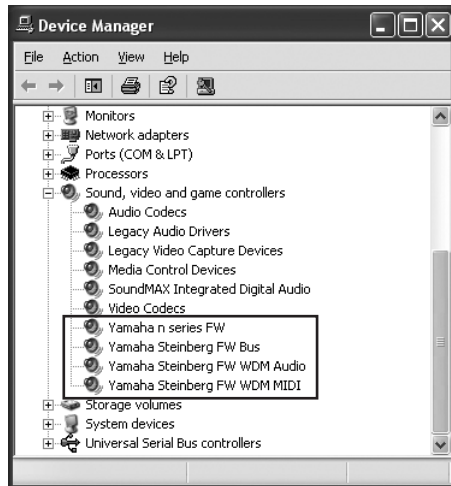 Device Manager
File Action View Help
Monitors
Network adapters
Ports (COM & LPT)
Processors
Sound, video and game controllers
Audio Codecs
Legacy Audio Drivers
Legacy Video Capture Devices
Media Control Devices
SoundMAX Integrated Digital Audio
Video Codecs
Yamaha n series FW
Yamaha Steinberg FW Bus
Yamaha Steinberg FW WDM Audio
Yamaha Steinberg FW WDM MIDI
Storage volumes
System devices
Universal Serial Bus controllers